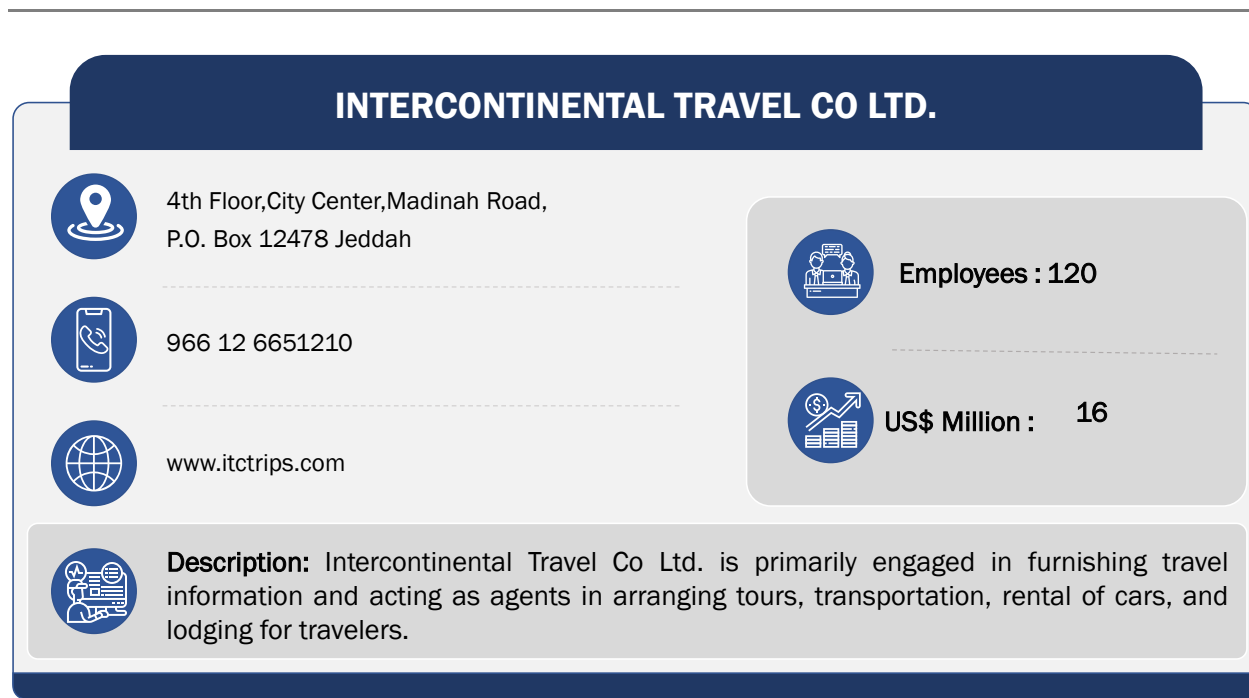 INTERCONTINENTAL TRAVEL CO LTD.
4th Floor,City Center,Madinah Road,
P.O. Box 12478 Jeddah
966 12 6651210
www.itctrips.com
Employees : 120
US$ Million : 16
Description: Intercontinental Travel Co Ltd. is primarily engaged in furnishing travel
information and acting as agents in arranging tours, transportation, rental of cars, and
lodging for travelers.